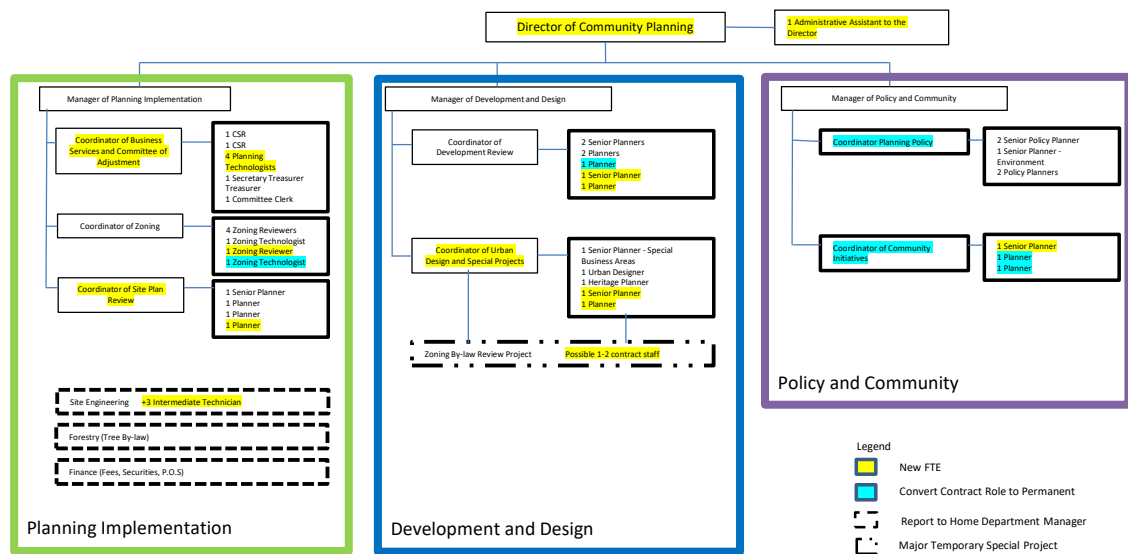 Director of Community Planning
1 Administrative Assistant to the
Director
Manager of Planning Implementation
Coordinator of Business
Services and Committee of
Adjustment
1 CSR
1 CSR
4 Planning
Technologists
1 Secretary Treasurer
Treasurer
1 Committee Clerk
Coordinator of Zoning
4 Zoning Reviewers
1 Zoning Technologist
1 Zoning Reviewer
1 Zoning Technologist
Coordinator of Site Plan
Review
1 Senior Planner
1 Planner
1 Planner
1 Planner
Site Engineering +3 Intermediate Technician
Forestry (Tree By-law)
Finance (Fees, Securities, P.O.S)
Planning Implementation
Manager of Development and Design
Coordinator of
Development Review
2 Senior Planners
2 Planners
1 Planner
1 Senior Planner
1 Planner
Coordinator of Urban
Design and Special Projects
1 Senior Planner - Special
Business Areas
1 Urban Designer
1 Heritage Planner
1 Senior Planner
1 Planner
Zoning By-law Review Project Possible 1-2 contract staff
Development and Design
Manager of Policy and Community
Coordinator Planning Policy
2 Senior Policy Planner
1 Senior Planner -
Environment
2 Policy Planners
Coordinator of Community
Initiatives
1 Senior Planner
1 Planner
1 Planner
Policy and Community
Legend
New FTE
Convert Contract Role to Permanent
Report to Home Department Manager
Major Temporary Special Project